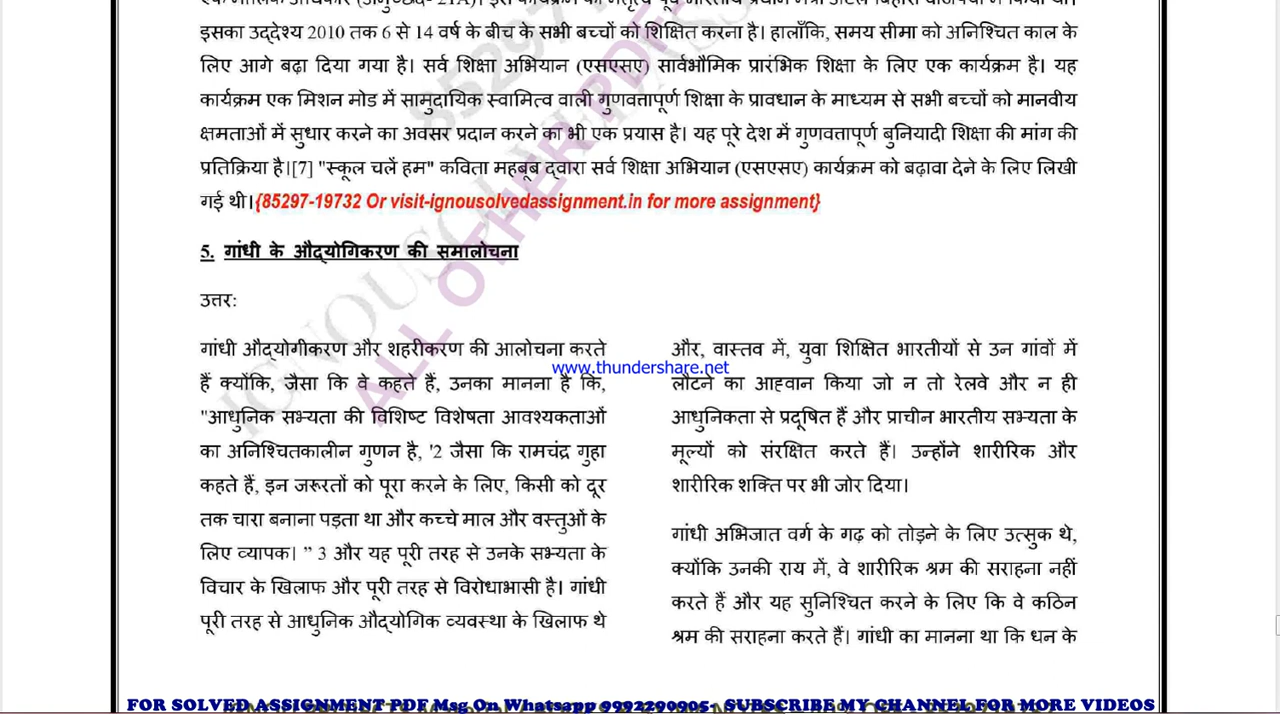 इसका उद्देश्य 2010 तक 6 से 14 वर्ष के बीच के सभी बच्चों को शिक्षित करना है। हालाँकि, समय सीमा को अनिश्चित काल के
लिए आगे बढ़ा दिया गया है। सर्व शिक्षा अभियान (एसएसए) सार्वभौमिक प्रारंभिक शिक्षा के लिए एक कार्यक्रम है। यह
कार्यक्रम एक मिशन मोड में सामुदायिक स्वामित्व वाली गुणवत्तापूर्ण शिक्षा के प्रावधान के माध्यम से सभी बच्चों को मानवीय
क्षमताओं में सुधार करने का अवसर प्रदान करने का भी एक प्रयास है। यह पूरे देश में गुणवत्तापूर्ण बुनियादी शिक्षा की मांग की
प्रतिक्रिया है।[7] "स्कूल चलें हम" कविता महबूब द्वारा सर्व शिक्षा अभियान (एसएसए) कार्यक्रम को बढ़ावा देने के लिए लिखी
गई थी।{85297-19732 Or visit-ignousolvedassignment.in for more assignment}
5. गांधी के औद्योगिकरण की समालोचना
उत्तर:
गांधी औद्योगीकरण और शहरीकरण की आलोचना करते
हैं क्योंकि, जैसा कि वे कहते हैं, उनका मानना है कि,
"आधुनिक सभ्यता की विशिष्ट विशेषता आवश्यकताओं
का अनिश्चितकालीन गुणन है, '2 जैसा कि रामचंद्र गुहा
कहते हैं, इन जरूरतों को पूरा करने के लिए, किसी को दूर
तक चारा बनाना पड़ता था और कच्चे माल और वस्तुओं के
लिए व्यापक। ” 3 और यह पूरी तरह से उनके सभ्यता के
विचार के खिलाफ और पूरी तरह से विरोधाभासी है। गांधी
पूरी तरह से आधुनिक औद्योगिक व्यवस्था के खिलाफ थे
और, वास्तव में, युवा शिक्षित भारतीयों से उन गांवों में
www.thundershare.net
लौटने का आह्वान किया जो न तो रेलवे और न ही
आधुनिकता से प्रदूषित हैं और प्राचीन भारतीय सभ्यता के
मूल्यों को संरक्षित करते हैं। उन्होंने शारीरिक और
शारीरिक शक्ति पर भी जोर दिया।
गांधी अभिजात वर्ग के गढ़ को तोड़ने के लिए उत्सुक थे,
क्योंकि उनकी राय में, वे शारीरिक श्रम की सराहना नहीं
करते हैं और यह सुनिश्चित करने के लिए कि वे कठिन
श्रम की सराहना करते हैं। गांधी का मानना था कि धन के
FOR SOLVED ASSIGNMENT PDF Msg On Whatsapp 9992290905- SUBSCRIBE MY CHANNEL FOR MORE VIDEOS